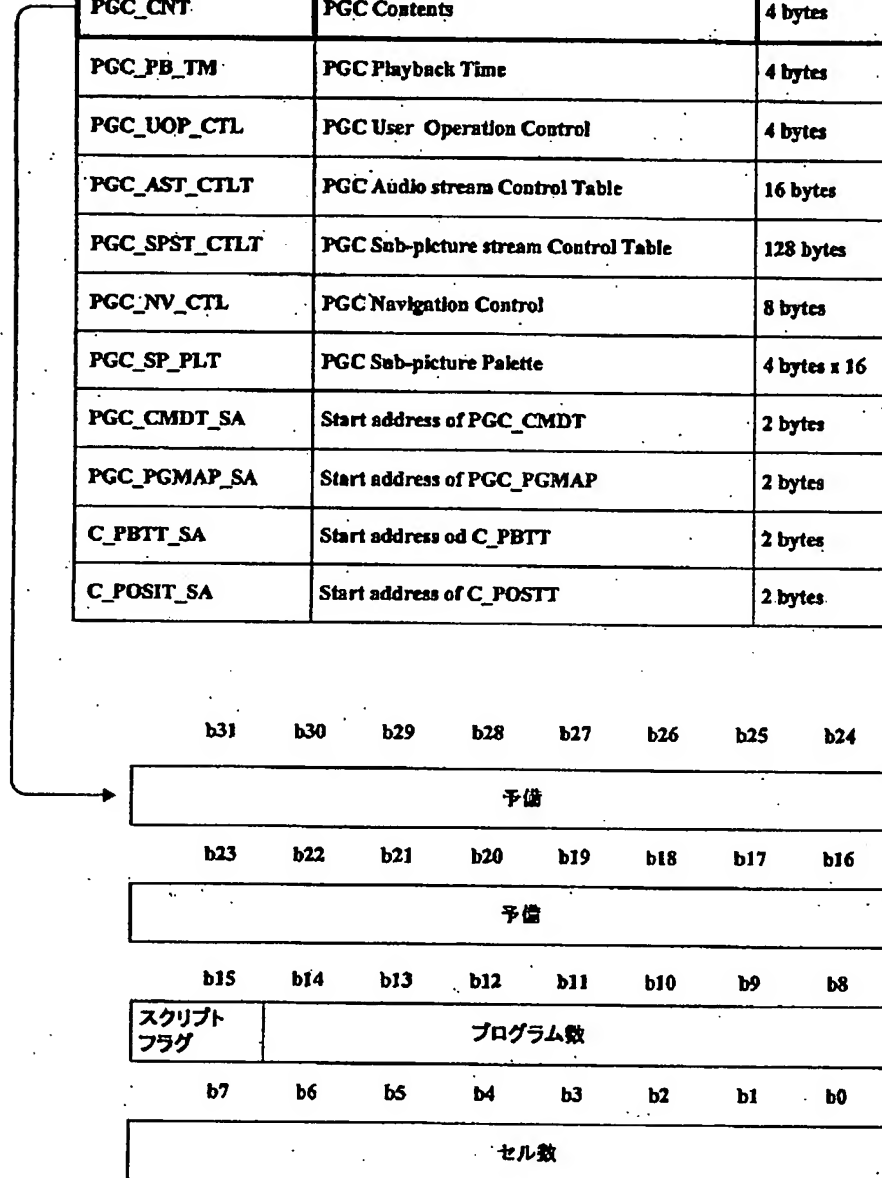 PGC_CNT PGC Contents 4 bytes
PGC_PB_TM PGC Playback Time 4 bytes
PGC_UOP_CTL PGC User Operation Control 4 bytes
PGC_AST_CTLT PGC Audio stream Control Table 16 bytes
PGC_SPST_CTLT PGC Sub-picture stream Control Table 128 bytes
PGC_NV_CTL PGC Navigation Control 8 bytes
PGC_SP_PLT PGC Sub-picture Palette 4 bytes x 16
PGC_CMDT_SA Start address of PGC_CMDT 2 bytes
PGC_PGMAP_SA Start address of PGC_PGMAP 2 bytes
C_PBTT_SA Start address od C_PBTT 2 bytes
C_POSIT_SA Start address of C_POSTT 2 bytes
b31 b30 b29 b28 b27 b26 b25 b24
予備
b23 b22 b21 b20 b19 b18 b17 b16
予備
b15 b14 b13 b12 b11 b10 b9 b8
スクリプト
フラグ プログラム数
b7 b6 b5 b4 b3 b2 b1 b0
セル数